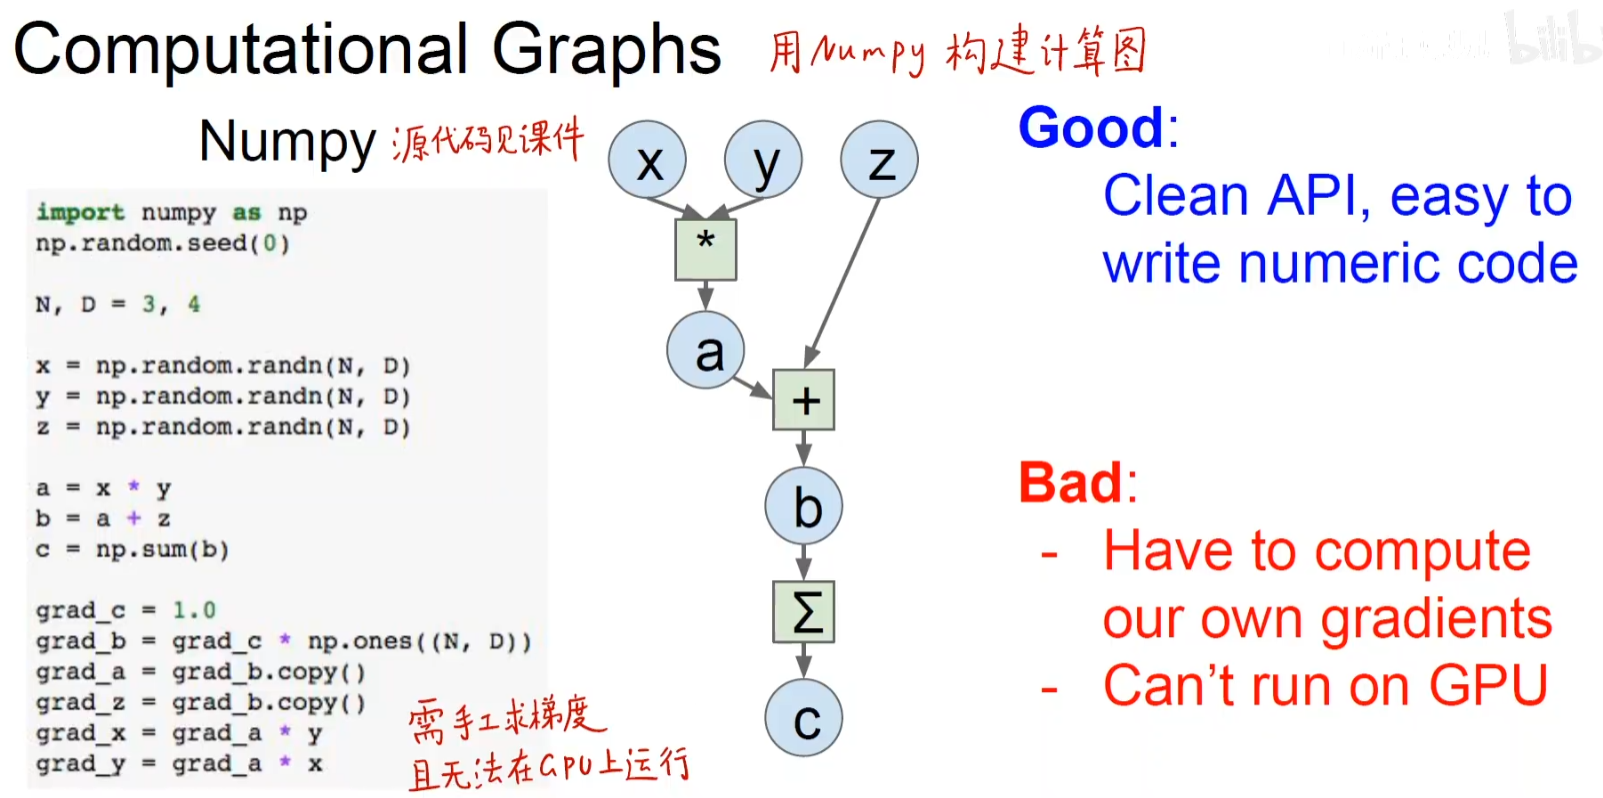 Computational Graphs
用Numpy 构建计算图
bilib
Numpy
源代码见课件
import numpy as np
np.random.seed(0)
N, D = 3, 4
x = np.random.randn(N, D)
y = np.random.randn(N, D)
z = np.random.randn(N, D)
a = x * y
b = a + z
c = np.sum(b)
grad_c = 1.0
grad_b = grad_c * np.ones((N, D))
grad_a = grad_b.copy()
grad_z = grad_b.copy()
grad_x = grad_a * y
grad_y = grad_a * x
需手工求梯度
且无法在GPU上运行
x
y
z
*
a
+
b
Σ
c
Good:
Clean API, easy to
write numeric code
Bad:
- Have to compute
our own gradients
- Can't run on GPU